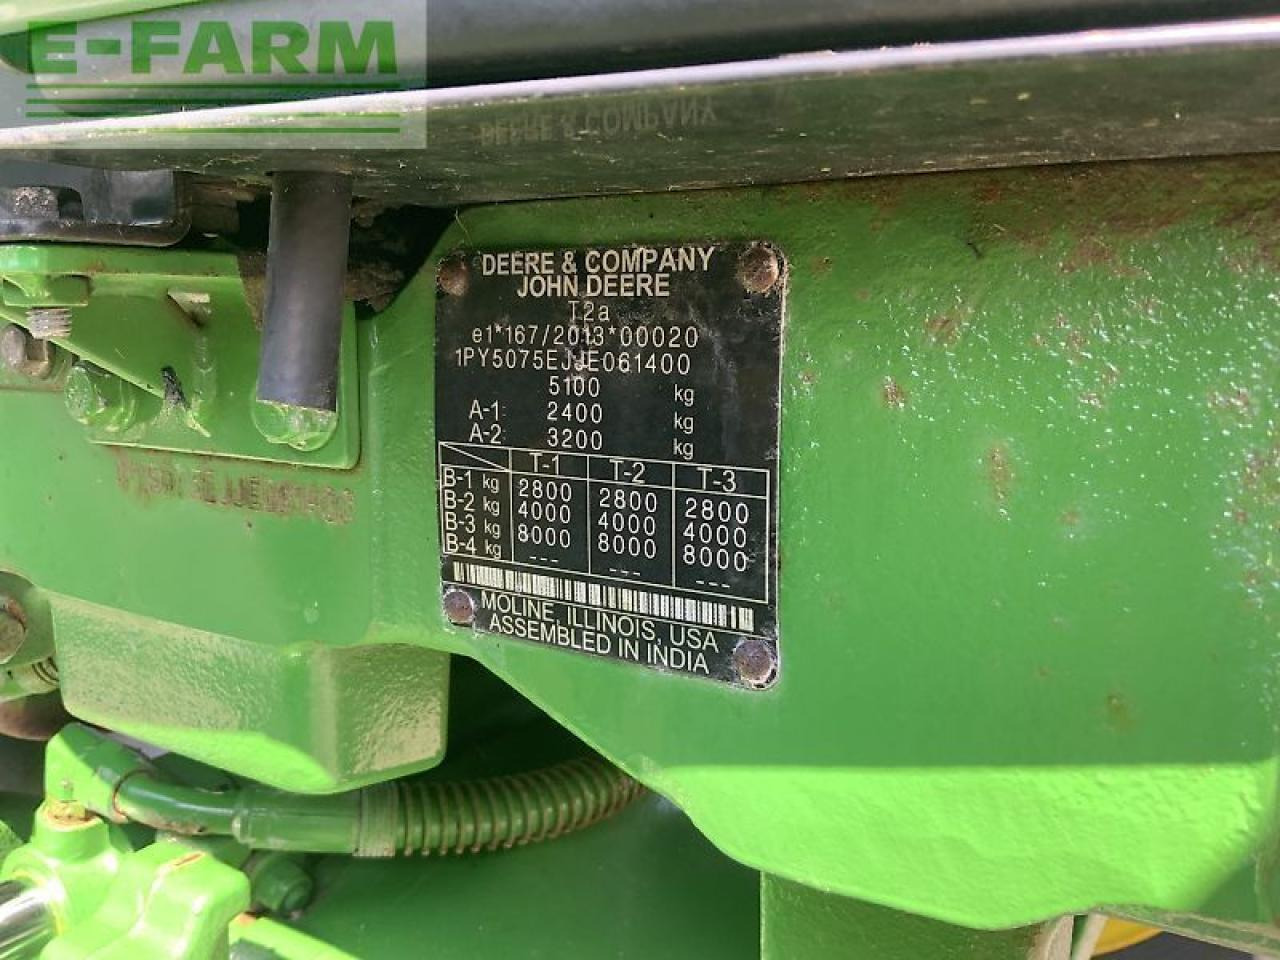 E-FARM
DEERE & COMPANY
DEERE & COMPANY
JOHN DEERE
T2a
e1*167/2013*00020
1PY5075EJJE061400
5100 kg
A-1: 2400 kg
A-2: 3200 kg
T-1 T-2 T-3
B-1 kg 2800 2800 2800
B-2 kg 4000 4000 4000
B-3 kg 8000 8000 8000
B-4 kg --- --- ---
MOLINE, ILLINOIS, USA
ASSEMBLED IN INDIA